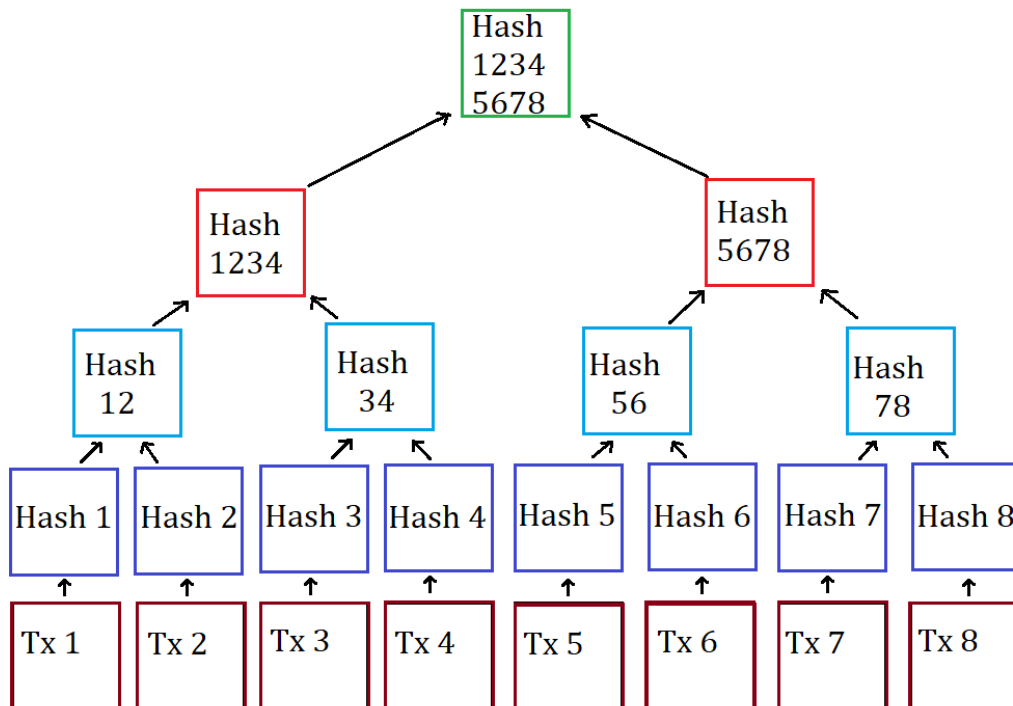 Hash
1234
5678
Hash
1234
Hash
5678
Hash
12
Hash
34
Hash
56
Hash
78
Hash 1
Hash 2
Hash 3
Hash 4
Hash 5
Hash 6
Hash 7
Hash 8
Tx 1
Tx 2
Tx 3
Tx 4
Tx 5
Tx 6
Tx 7
Tx 8